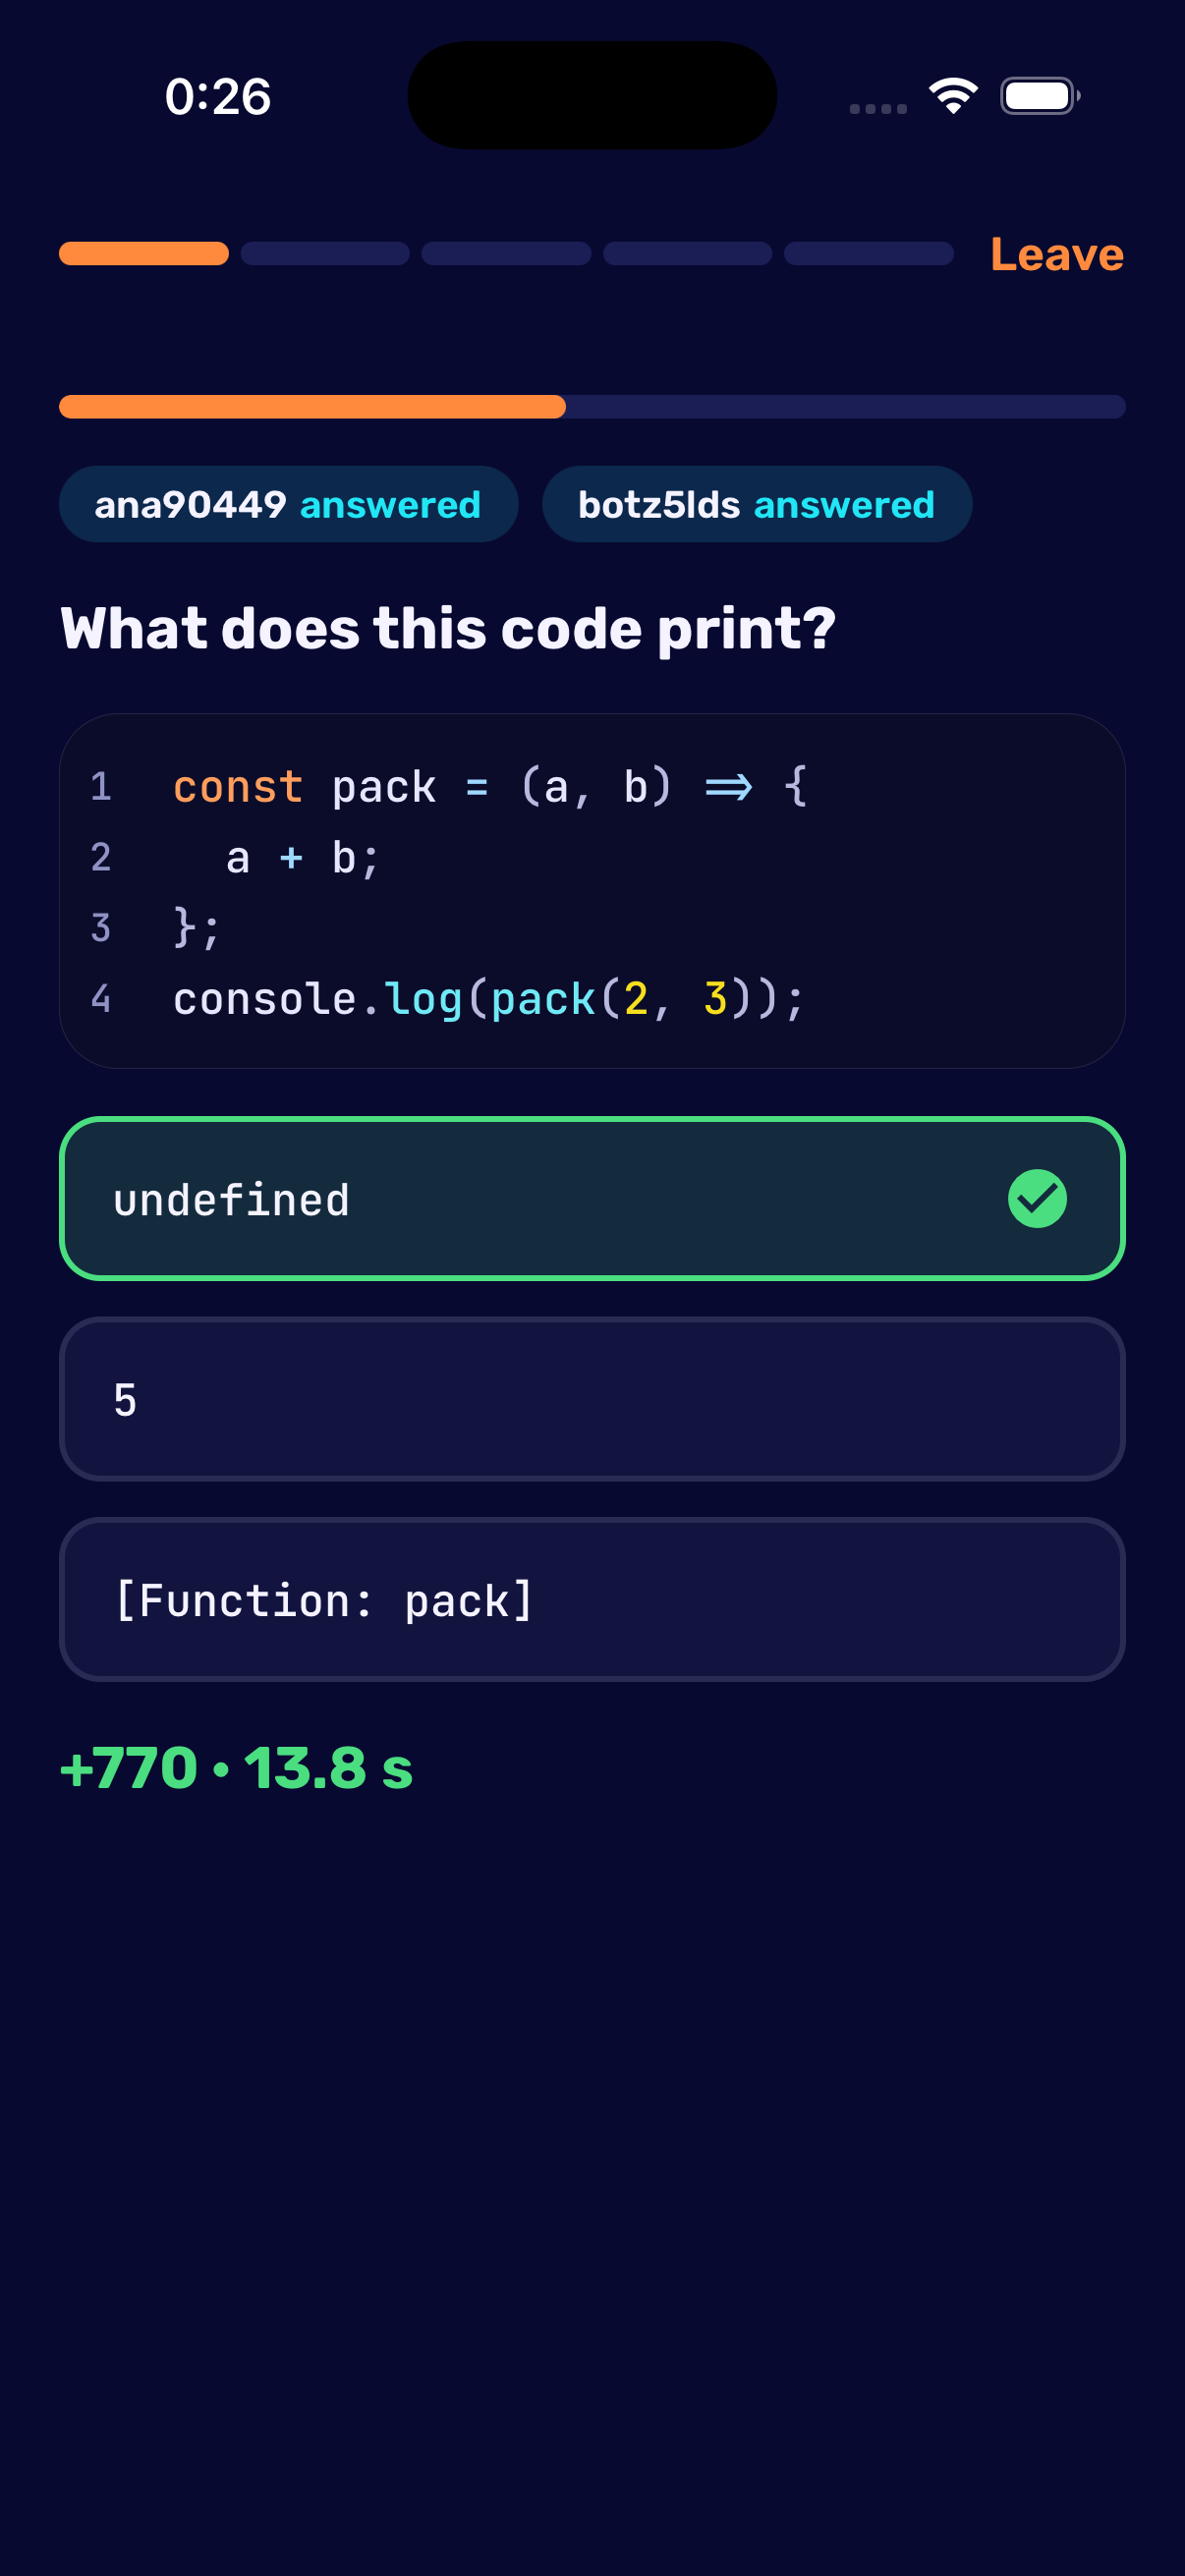 0:26
Leave
ana90449 answered botz5lds answered
What does this code print?
1 const pack = (a, b) => {
2   a + b;
3 };
4 console.log(pack(2, 3));
undefined
5
[Function: pack]
+770 • 13.8 s